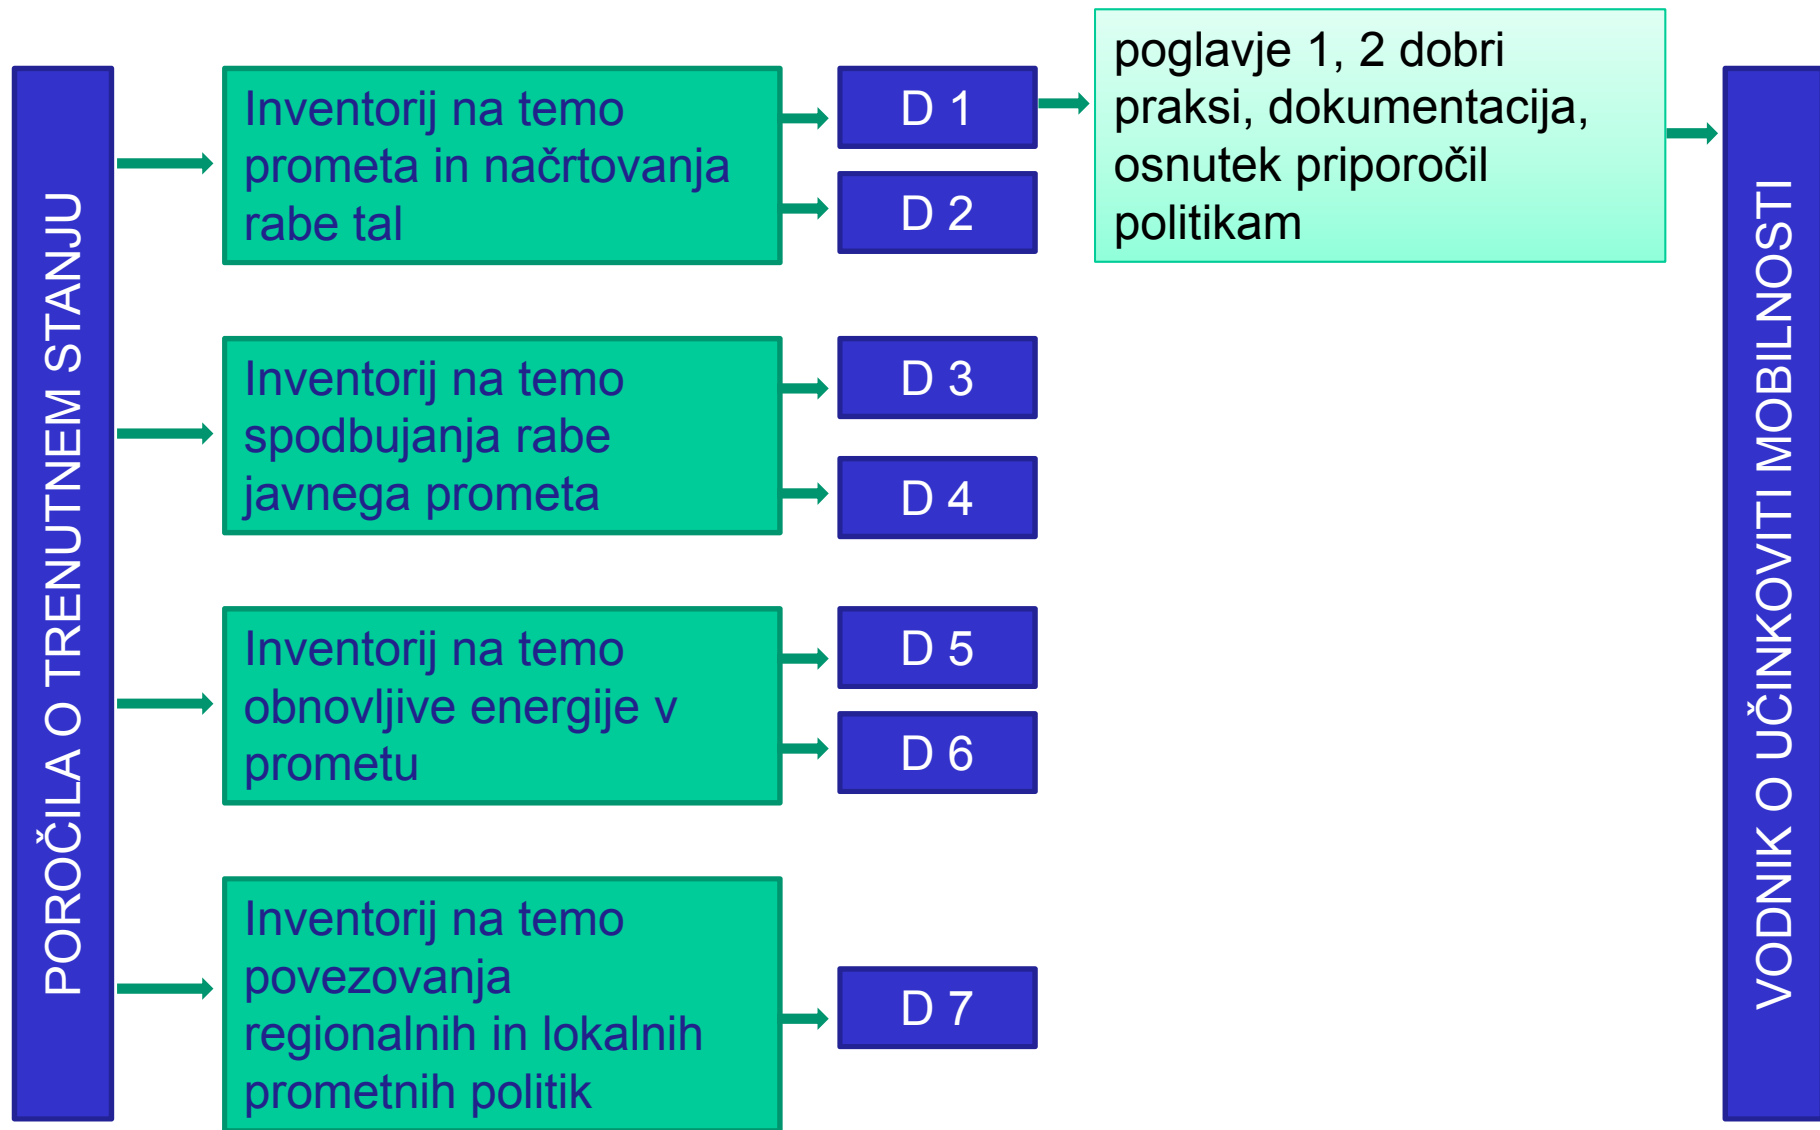 POROČILA O TRENUTNEM STANJU
Inventorij na temo
prometa in načrtovanja
rabe tal
D 1
D 2
poglavje 1, 2 dobri
praksi, dokumentacija,
osnutek priporočil
politikam
Inventorij na temo
spodbujanja rabe
javnega prometa
D 3
D 4
Inventorij na temo
obnovljive energije v
prometu
D 5
D 6
Inventorij na temo
povezovanja
regionalnih in lokalnih
prometnih politik
D 7
VODNIK O UČINKOVITI MOBILNOSTI